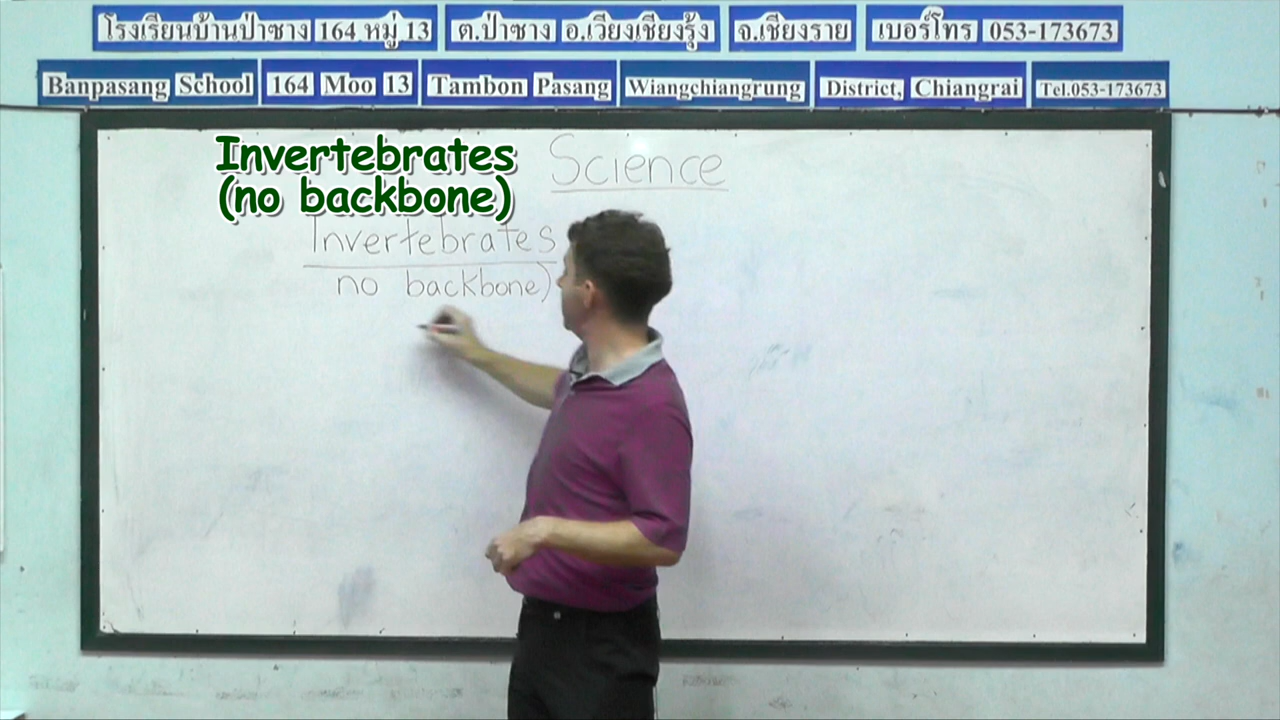 โรงเรียนบ้านป่าซาง 164 หมู่ 13 ต.ป่าซาง อ.เวียงเชียงรุ้ง จ.เชียงราย เบอร์โทร 053-173673
Banpasang School 164 Moo 13 Tambon Pasang Wiangchiangrung District, Chiangrai Tel.053-173673
Invertebrates
(no backbone)
Science
Invertebrates
no backbone)